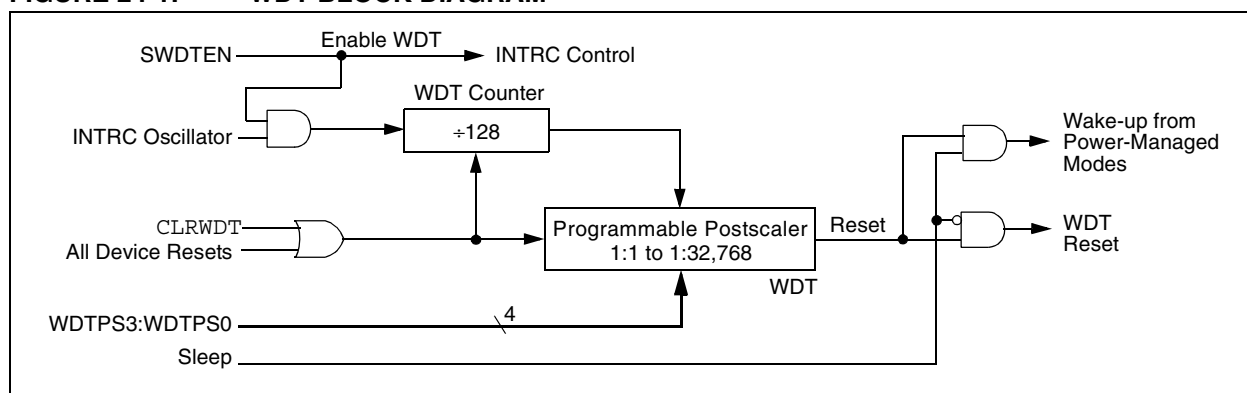 SWDTEN
Enable WDT
INTRC Control
WDT Counter
INTRC Oscillator
÷128
Wake-up from
Power-Managed
Modes
CLRWDT
All Device Resets
Programmable Postscaler
1:1 to 1:32,768
Reset
WDT
Reset
WDT
WDTPS3:WDTPS0
4
Sleep